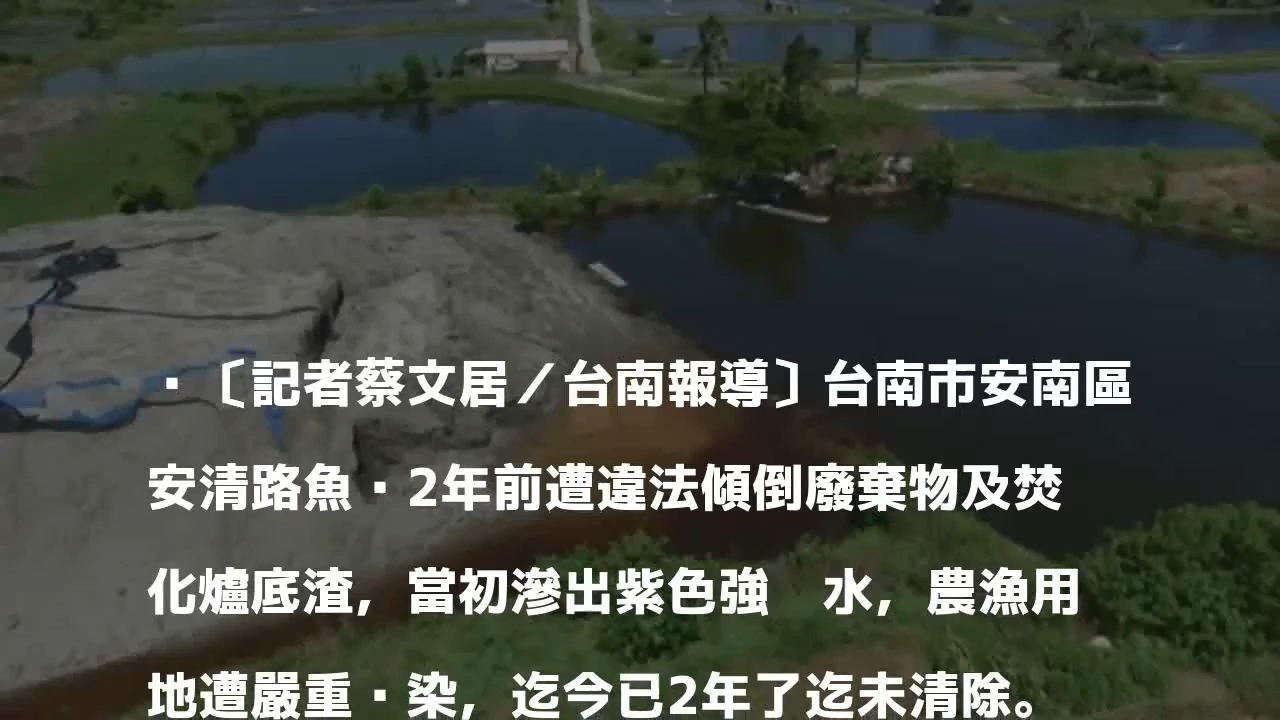 ▪〔記者蔡文居／台南報導〕台南市安南區
安清路魚▪2年前遭違法傾倒廢棄物及焚
化爐底渣，當初滲出紫色強　水，農漁用
地遭嚴重▪染，迄今已2年了迄未清除。